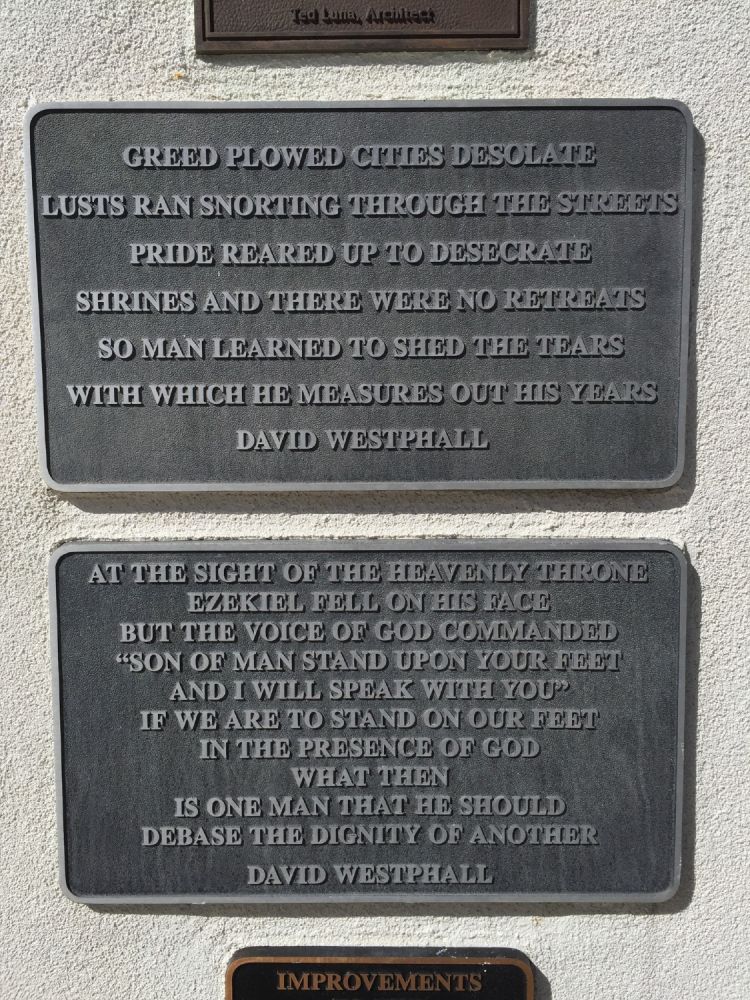 Ted Luna, Architect
GREED PLOWED CITIES DESOLATE
LUSTS RAN SNORTING THROUGH THE STREETS
PRIDE REARED UP TO DESECRATE
SHRINES AND THERE WERE NO RETREATS
SO MAN LEARNED TO SHED THE TEARS
WITH WHICH HE MEASURES OUT HIS YEARS
DAVID WESTPHALL
AT THE SIGHT OF THE HEAVENLY THRONE
EZEKIEL FELL ON HIS FACE
BUT THE VOICE OF GOD COMMANDED
“SON OF MAN STAND UPON YOUR FEET
AND I WILL SPEAK WITH YOU”
IF WE ARE TO STAND ON OUR FEET
IN THE PRESENCE OF GOD
WHAT THEN
IS ONE MAN THAT HE SHOULD
DEBASE THE DIGNITY OF ANOTHER
DAVID WESTPHALL
IMPROVEMENTS